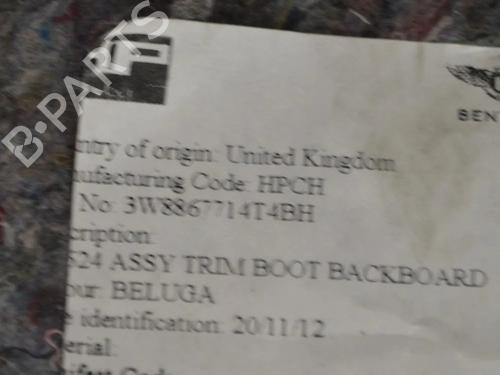 B-PARTS
BEN
ntry of origin: United Kingdom
nufacturing Code: HPCH
No: 3W8867714T4BH
cription:
S24 ASSY TRIM BOOT BACKBOARD
our: BELUGA
e identification: 20/11/12
erial: